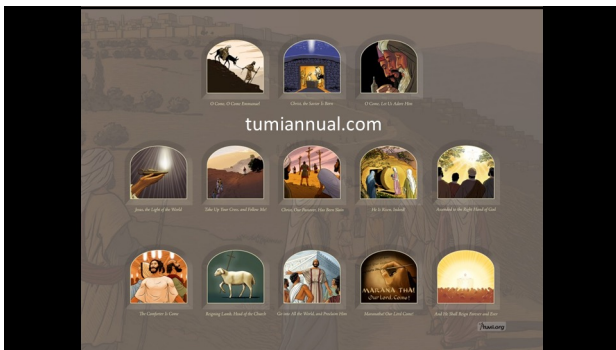 O Come, O Come Emmanuel
Christ, the Savior Is Born
O Come, Let Us Adore Him
tumiannual.com
Jesus, the Light of the World
Take Up Your Cross, and Follow Me!
Christ, Our Passover, Has Been Slain
He Is Risen, Indeed!
Ascended to the Right Hand of God
The Comforter Is Come
Reigning Lamb, Head of the Church
Go into All the World, and Proclaim Him
MARANA THA!
Our Lord, Come!
Maranatha! Our Lord, Come!
And He Shall Reign Forever and Ever
tumi.org